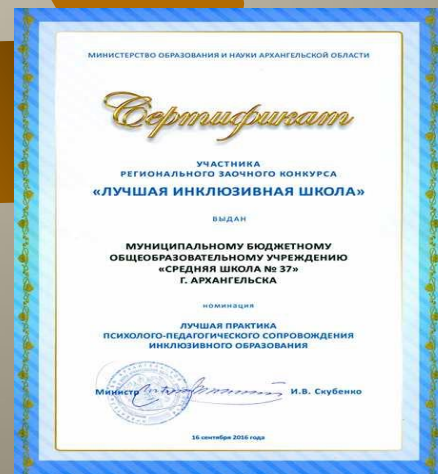 МИНИСТЕРСТВО ОБРАЗОВАНИЯ И НАУКИ АРХАНГЕЛЬСКОЙ ОБЛАСТИ
Сертификат
УЧАСТНИКА
РЕГИОНАЛЬНОГО ЗАОЧНОГО КОНКУРСА
«ЛУЧШАЯ ИНКЛЮЗИВНАЯ ШКОЛА»
ВЫДАН
МУНИЦИПАЛЬНОМУ БЮДЖЕТНОМУ
ОБЩЕОБРАЗОВАТЕЛЬНОМУ УЧРЕЖДЕНИЮ
«СРЕДНЯЯ ШКОЛА № 37»
Г. АРХАНГЕЛЬСКА
НОМИНАЦИЯ
ЛУЧШАЯ ПРАКТИКА
ПСИХОЛОГО-ПЕДАГОГИЧЕСКОГО СОПРОВОЖДЕНИЯ
ИНКЛЮЗИВНОГО ОБРАЗОВАНИЯ
Министр И.В. Скубенко
16 сентября 2016 года